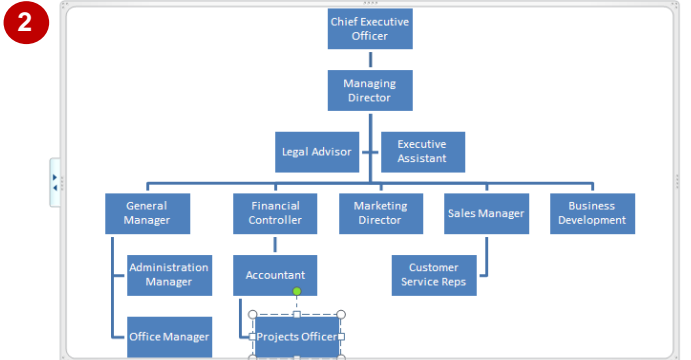 2
Chief Executive
Officer
Managing
Director
Legal Advisor
Executive
Assistant
General
Manager
Financial
Controller
Marketing
Director
Sales Manager
Business
Development
Administration
Manager
Accountant
Customer
Service Reps
Office Manager
Projects Officer